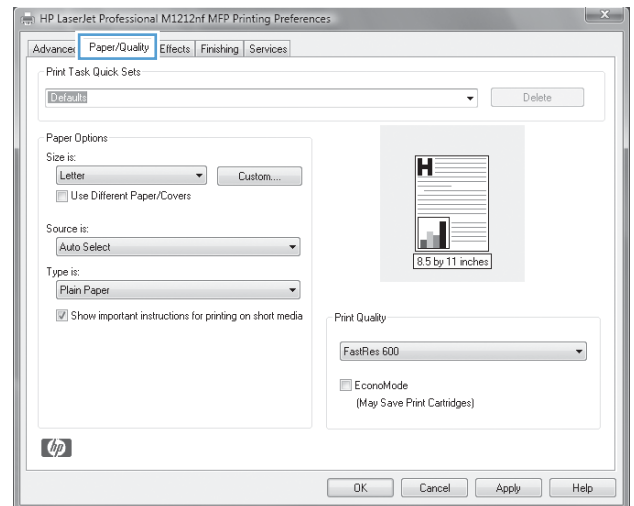 HP LaserJet Professional M1212nf MFP Printing Preferences
Advanced Paper/Quality Effects Finishing Services
Print Task Quick Sets
Defaults
Delete
Paper Options
Size is:
Letter
Custom....
Use Different Paper/Covers
Source is:
Auto Select
Type is:
Plain Paper
Show important instructions for printing on short media
H
8.5 by 11 inches
Print Quality
FastRes 600
EconoMode
(May Save Print Cartridges)
hp
OK Cancel Apply Help